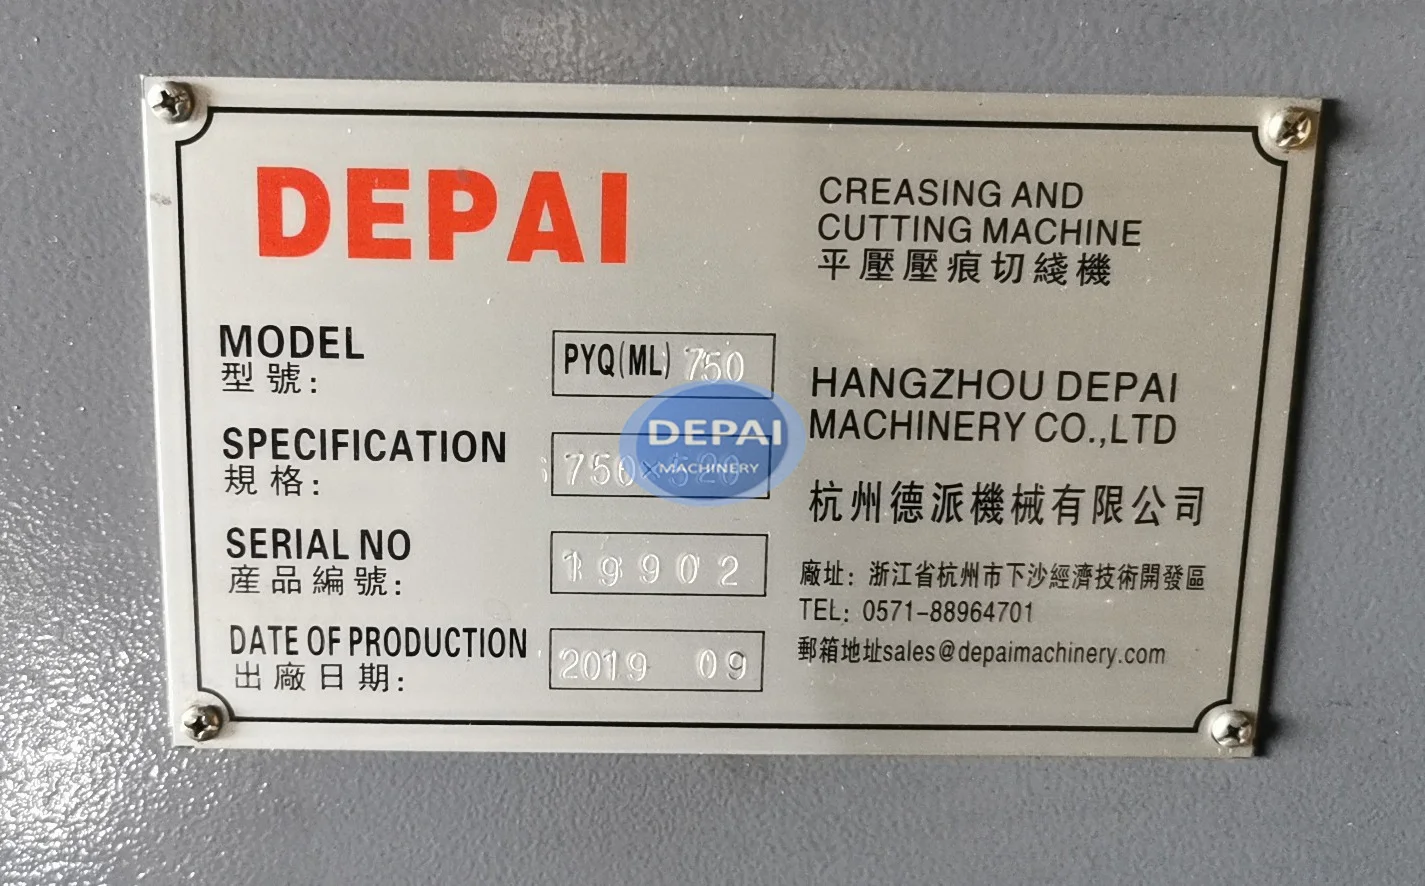 DEPAI
CREASING AND
CUTTING MACHINE
平壓壓痕切綫機
MODEL
型號:
PYQ(ML) 750
SPECIFICATION
規格:
750×520
SERIAL NO
産品編號:
19902
DATE OF PRODUCTION
出廠日期:
2019 09
HANGZHOU DEPAI
MACHINERY CO.,LTD
杭州德派機械有限公司
廠址: 浙江省杭州市下沙經濟技術開發區
TEL: 0571-88964701
郵箱地址sales@depaimachinery.com
DEPAI
MACHINERY